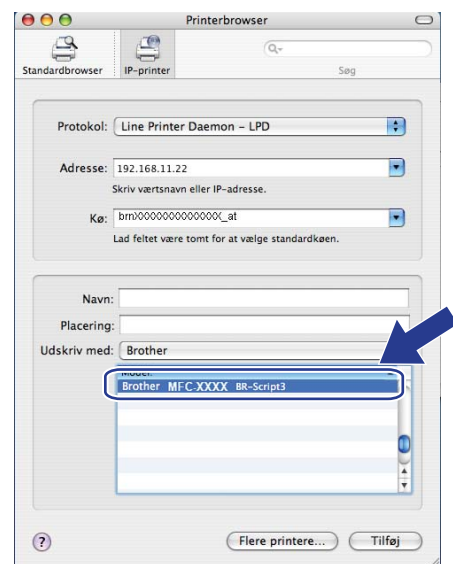 Printerbrowser
Standardbrowser IP-printer Søg
Protokol: Line Printer Daemon – LPD
Adresse: 192.168.11.22
Skriv værtsnavn eller IP-adresse.
Kø: brnXXXXXXXXXXXX_at
Lad feltet være tomt for at vælge standardkøen.
Navn:
Placering:
Udskriv med: Brother
Model:
Brother MFC-XXXX BR-Script3
? Flere printere... Tilføj